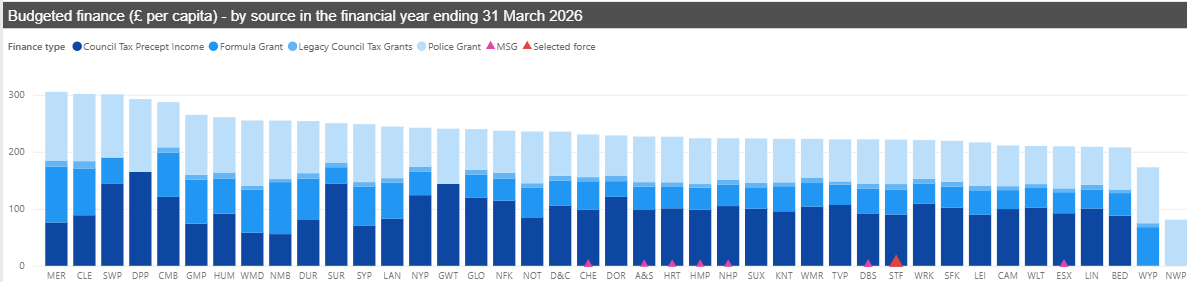 Budgeted finance (£ per capita) - by source in the financial year ending 31 March 2026
Finance type Council Tax Precept Income Formula Grant Legacy Council Tax Grants Police Grant MSG Selected force
300
200
100
0
MER CLE SWP DPP CMB GMP HUM WMD NMB DUR SUR SYP LAN NYP GWT GLO NFK NOT D&C CHE DOR A&S HRT HMP NHP SUX KNT WMR TVP DBS STF WRK SFK LEI CAM WLT ESX LIN BED WYP NWP